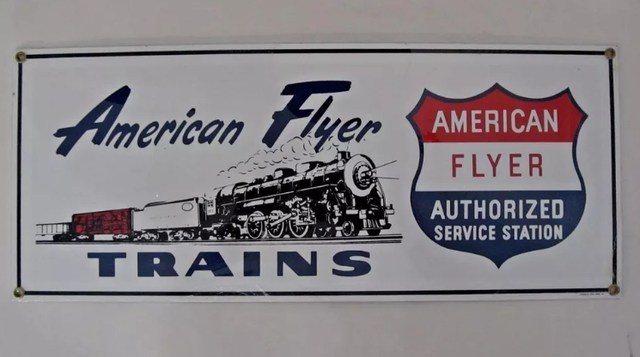 American Flyer
TRAINS
AMERICAN
FLYER
AUTHORIZED
SERVICE STATION